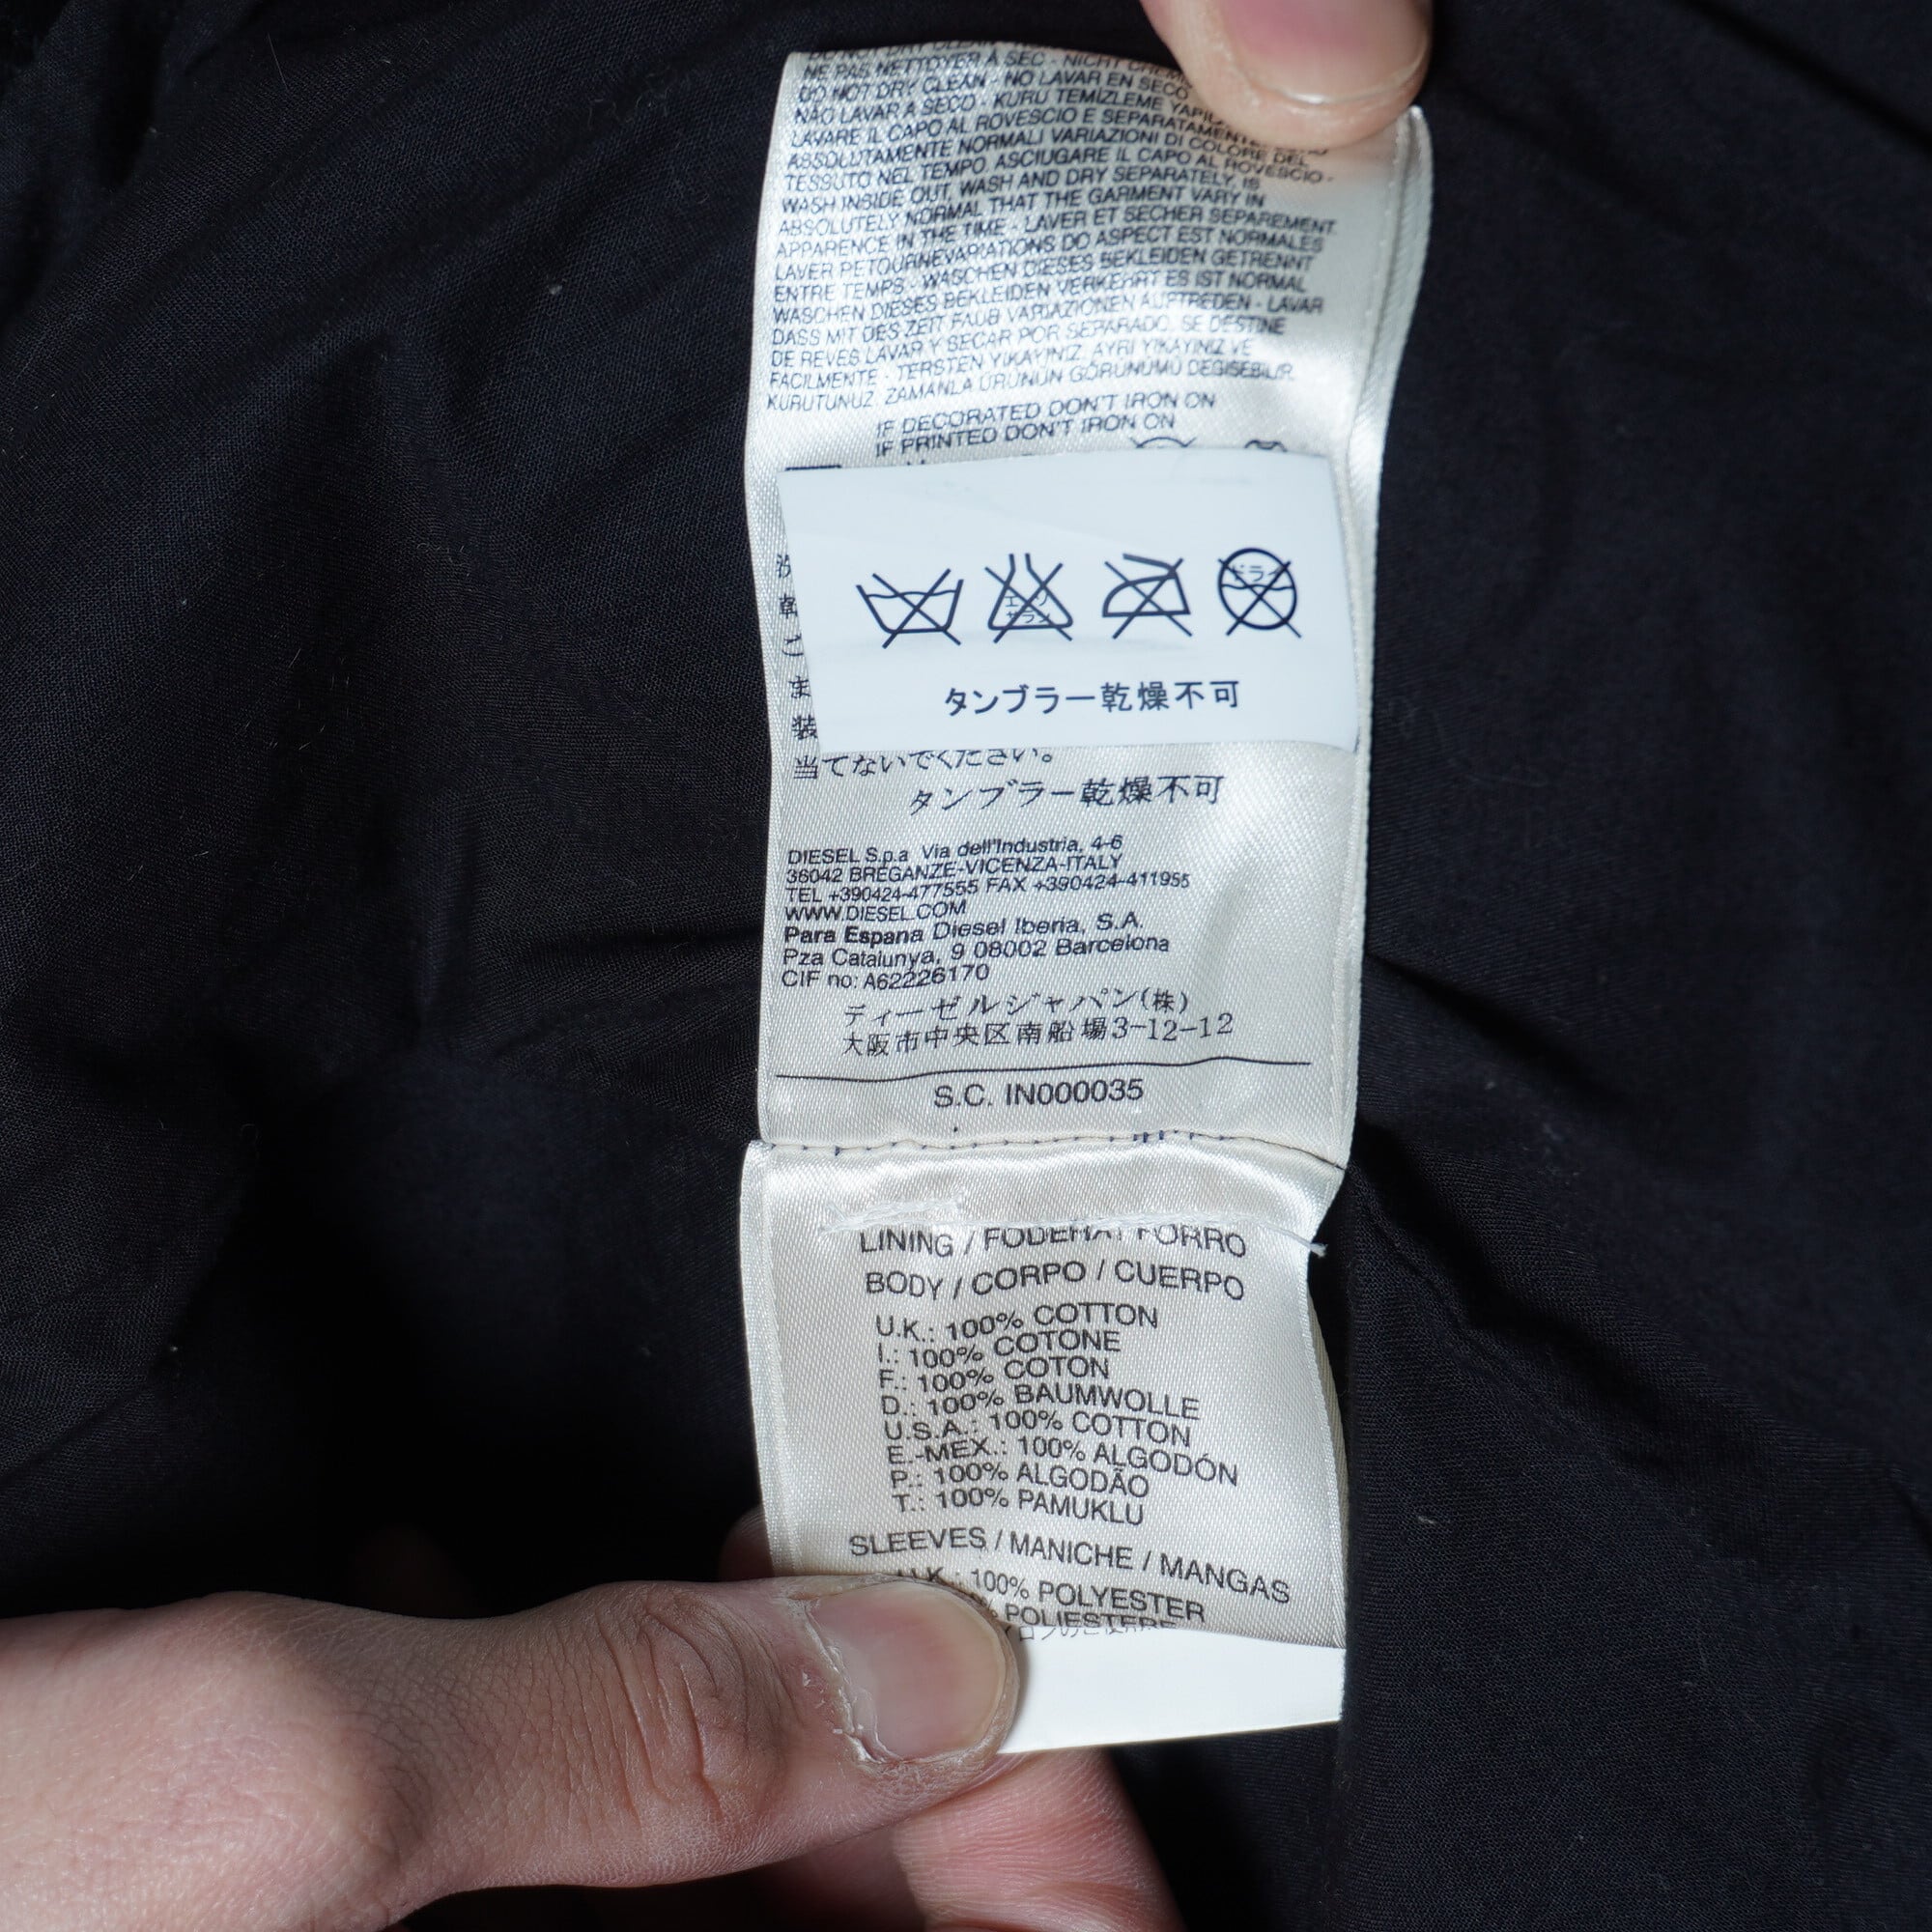 NE PAS NETTOYER À SEC - NICHT CHEM
DO NOT DRY CLEAN - NO LAVAR EN SECO
NÃO LAVAR A SECO - KURU TEMIZLEME
LAVARE IL CAPO AL ROVESCIO E SEPARATAMENTE
ASSOLUTAMENTE NORMALI VARIAZIONI DI COLORE DEL
TESSUTO NEL TEMPO. ASCIUGARE IL CAPO AL ROVESCIO -
WASH INSIDE OUT, WASH AND DRY SEPARATELY, IS
ABSOLUTELY NORMAL THAT THE GARMENT VARY IN
APPARENCE IN THE TIME - LAVER ET SECHER SEPAREMENT
LAVER PETOURNEVARIATIONS DO ASPECT EST NORMALES
ENTRE TEMPS - WASCHEN DIESES BEKLEIDEN GETRENNT
WASCHEN DIESES BEKLEIDEN VERKEHRT ES IST NORMAL
DASS MIT DES ZEIT FAUB VARIAZIONEN AUFTREDEN - LAVAR
DE REVES LAVAR Y SECAR POR SEPARADO. SE DESTINE
FACILMENTE - TERSTEN YIKAYINIZ. AYRI YIKAYINIZ VE
KURUTUNUZ. ZAMANLA ÜRÜNÜN GÖRÜNÜMÜ DEGISEBILIR.
IF DECORATED DON'T IRON ON
IF PRINTED DON'T IRON ON
エンソ
サラシ
ドライ
タンブラー乾燥不可
当てないでください。
タンブラー乾燥不可
DIESEL S.p.a Via dell'Industria, 4-6
36042 BREGANZE-VICENZA-ITALY
TEL +390424-477555 FAX +390424-411955
WWW.DIESEL.COM
Para Espana Diesel Iberia, S.A.
Pza Catalunya, 9 08002 Barcelona
CIF no: A62226170
ディーゼルジャパン(株)
大阪市中央区南船場3-12-12
S.C. IN000035
LINING / FODERA / FORRO
BODY / CORPO / CUERPO
U.K.: 100% COTTON
I.: 100% COTONE
F.: 100% COTON
D.: 100% BAUMWOLLE
U.S.A.: 100% COTTON
E.-MEX.: 100% ALGODÓN
P.: 100% ALGODÃO
T.: 100% PAMUKLU
SLEEVES / MANICHE / MANGAS
U.K.: 100% POLYESTER
% POLIESTERE